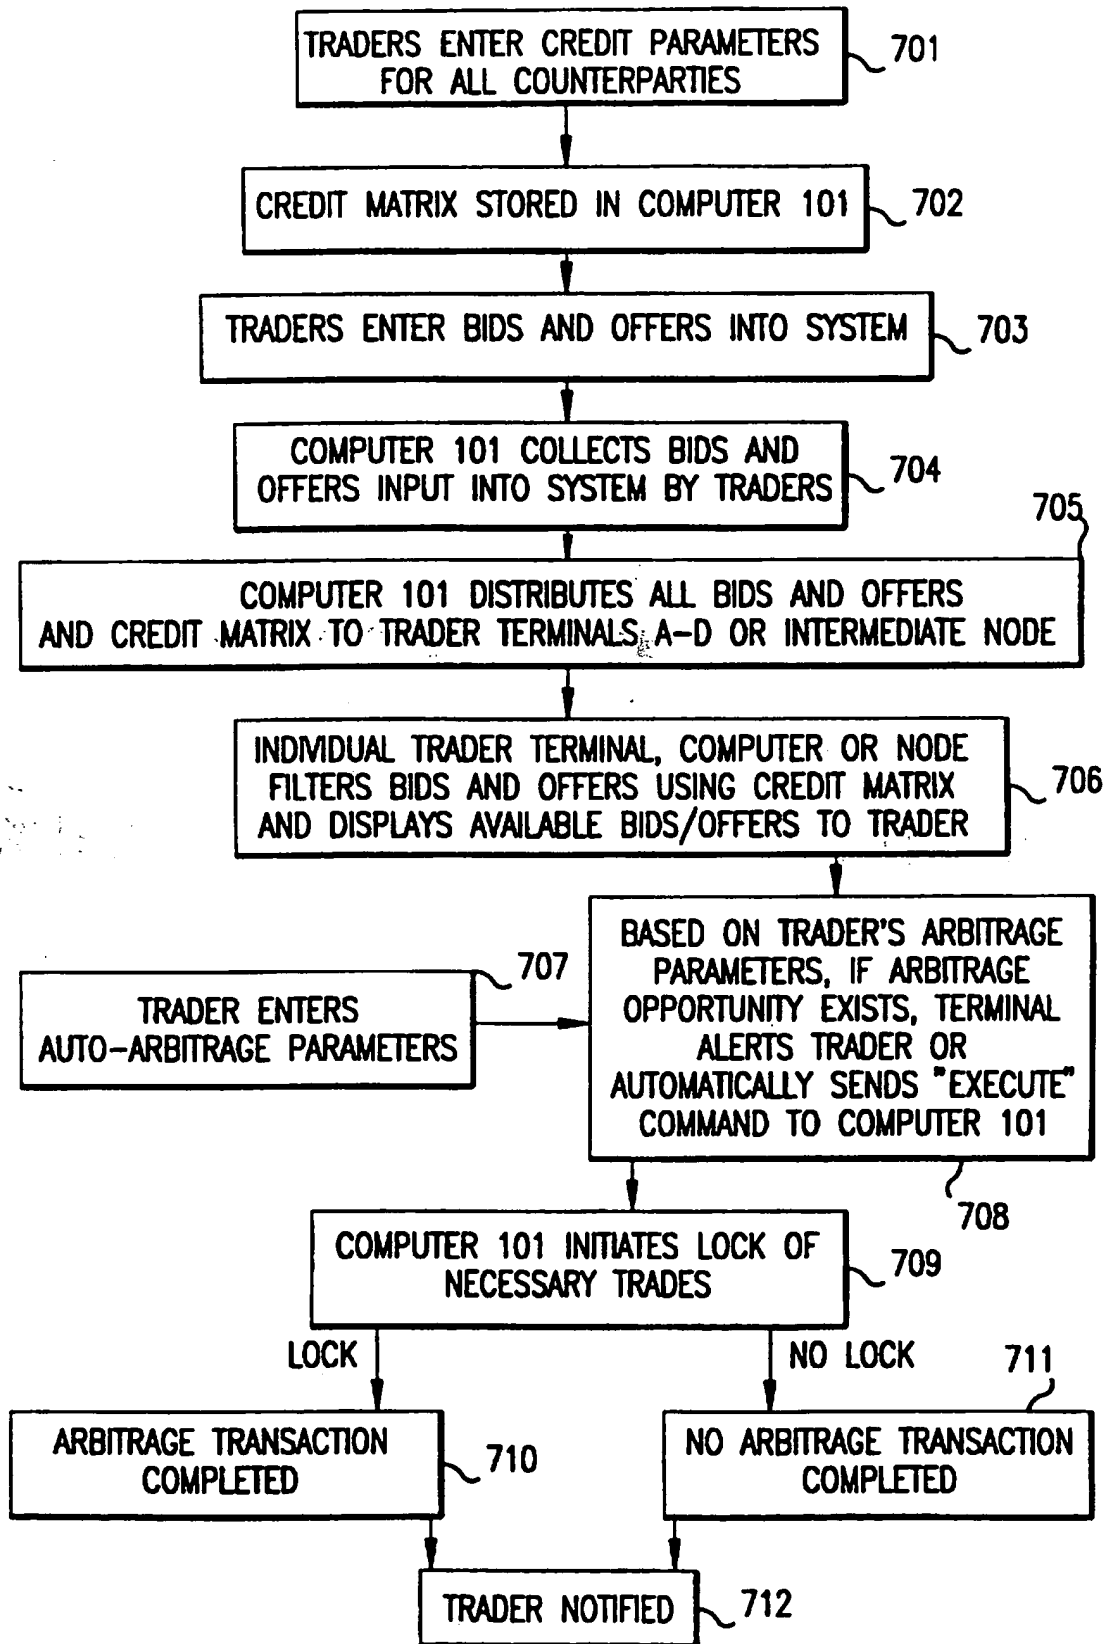 TRADERS ENTER CREDIT PARAMETERS
FOR ALL COUNTERPARTIES
701
CREDIT MATRIX STORED IN COMPUTER 101
702
TRADERS ENTER BIDS AND OFFERS INTO SYSTEM
703
COMPUTER 101 COLLECTS BIDS AND
OFFERS INPUT INTO SYSTEM BY TRADERS
704
705
COMPUTER 101 DISTRIBUTES ALL BIDS AND OFFERS
AND CREDIT MATRIX TO TRADER TERMINALS A-D OR INTERMEDIATE NODE
INDIVIDUAL TRADER TERMINAL, COMPUTER OR NODE
FILTERS BIDS AND OFFERS USING CREDIT MATRIX
AND DISPLAYS AVAILABLE BIDS/OFFERS TO TRADER
706
707
TRADER ENTERS
AUTO-ARBITRAGE PARAMETERS
BASED ON TRADER'S ARBITRAGE
PARAMETERS, IF ARBITRAGE
OPPORTUNITY EXISTS, TERMINAL
ALERTS TRADER OR
AUTOMATICALLY SENDS "EXECUTE"
COMMAND TO COMPUTER 101
708
COMPUTER 101 INITIATES LOCK OF
NECESSARY TRADES
709
LOCK
NO LOCK
711
ARBITRAGE TRANSACTION
COMPLETED
710
NO ARBITRAGE TRANSACTION
COMPLETED
TRADER NOTIFIED
712